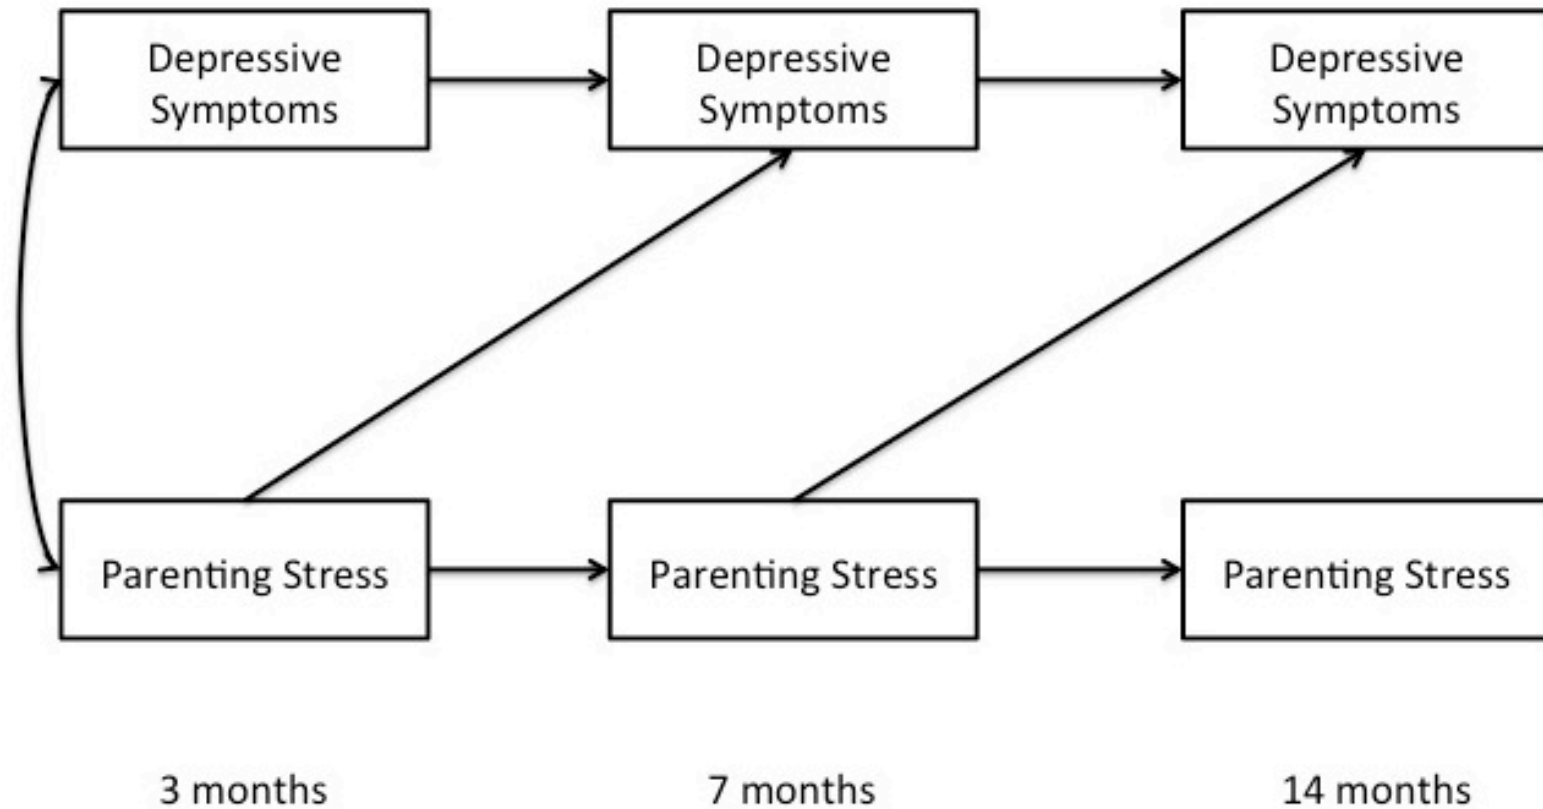 Depressive
Symptoms
Depressive
Symptoms
Depressive
Symptoms
Parenting Stress
Parenting Stress
Parenting Stress
3 months
7 months
14 months